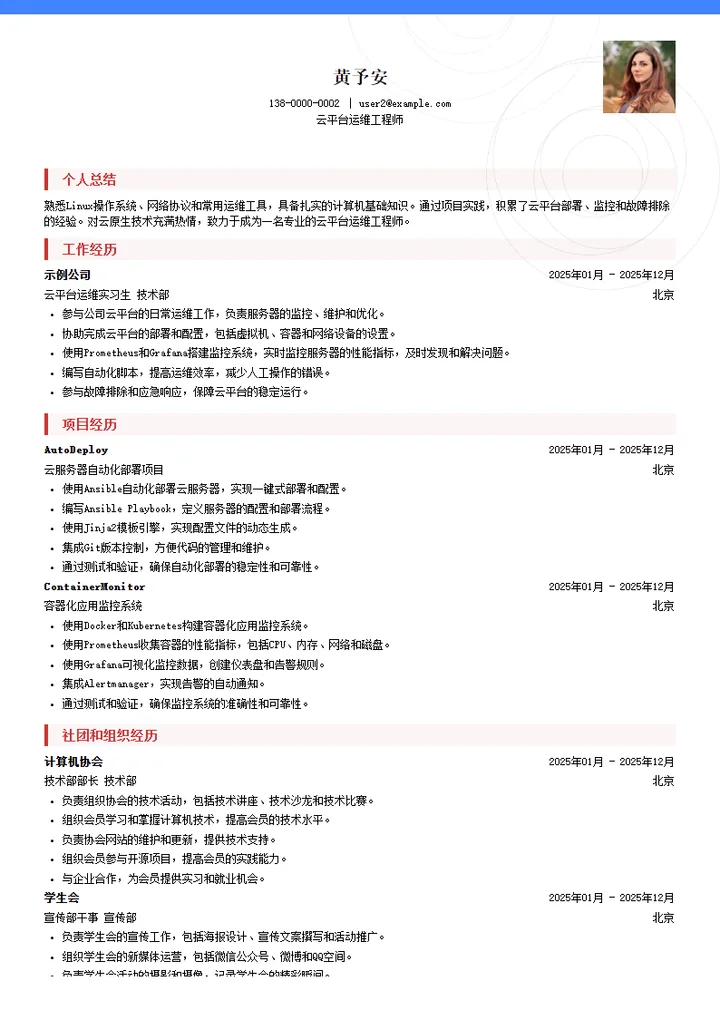 黄予安
138-0000-0002 | user2@example.com
云平台运维工程师
个人总结
熟悉Linux操作系统、网络协议和常用运维工具，具备扎实的计算机基础知识。通过项目实践，积累了云平台部署、监控和故障排除
的经验。对云原生技术充满热情，致力于成为一名专业的云平台运维工程师。
工作经历
示例公司 2025年01月 - 2025年12月
云平台运维实习生 技术部 北京
• 参与公司云平台的日常运维工作，负责服务器的监控、维护和优化。
• 协助完成云平台的部署和配置，包括虚拟机、容器和网络设备的设置。
• 使用Prometheus和Grafana搭建监控系统，实时监控服务器的性能指标，及时发现和解决问题。
• 编写自动化脚本，提高运维效率，减少人工操作的错误。
• 参与故障排除和应急响应，保障云平台的稳定运行。
项目经历
AutoDeploy 2025年01月 - 2025年12月
云服务器自动化部署项目 北京
• 使用Ansible自动化部署云服务器，实现一键式部署和配置。
• 编写Ansible Playbook，定义服务器的配置和部署流程。
• 使用Jinja2模板引擎，实现配置文件的动态生成。
• 集成Git版本控制，方便代码的管理和维护。
• 通过测试和验证，确保自动化部署的稳定性和可靠性。
ContainerMonitor 2025年01月 - 2025年12月
容器化应用监控系统 北京
• 使用Docker和Kubernetes构建容器化应用监控系统。
• 使用Prometheus收集容器的性能指标，包括CPU、内存、网络和磁盘。
• 使用Grafana可视化监控数据，创建仪表盘和告警规则。
• 集成Alertmanager，实现告警的自动通知。
• 通过测试和验证，确保监控系统的准确性和可靠性。
社团和组织经历
计算机协会 2025年01月 - 2025年12月
技术部部长 技术部 北京
• 负责组织协会的技术活动，包括技术讲座、技术沙龙和技术比赛。
• 组织会员学习和掌握计算机技术，提高会员的技术水平。
• 负责协会网站的维护和更新，提供技术支持。
• 组织会员参与开源项目，提高会员的实践能力。
• 与企业合作，为会员提供实习和就业机会。
学生会 2025年01月 - 2025年12月
宣传部干事 宣传部 北京
• 负责学生会的宣传工作，包括海报设计、宣传文案撰写和活动推广。
• 组织学生会的新媒体运营，包括微信公众号、微博和QQ空间。
• 负责学生会活动的摄影和摄像，记录学生会的精彩瞬间。